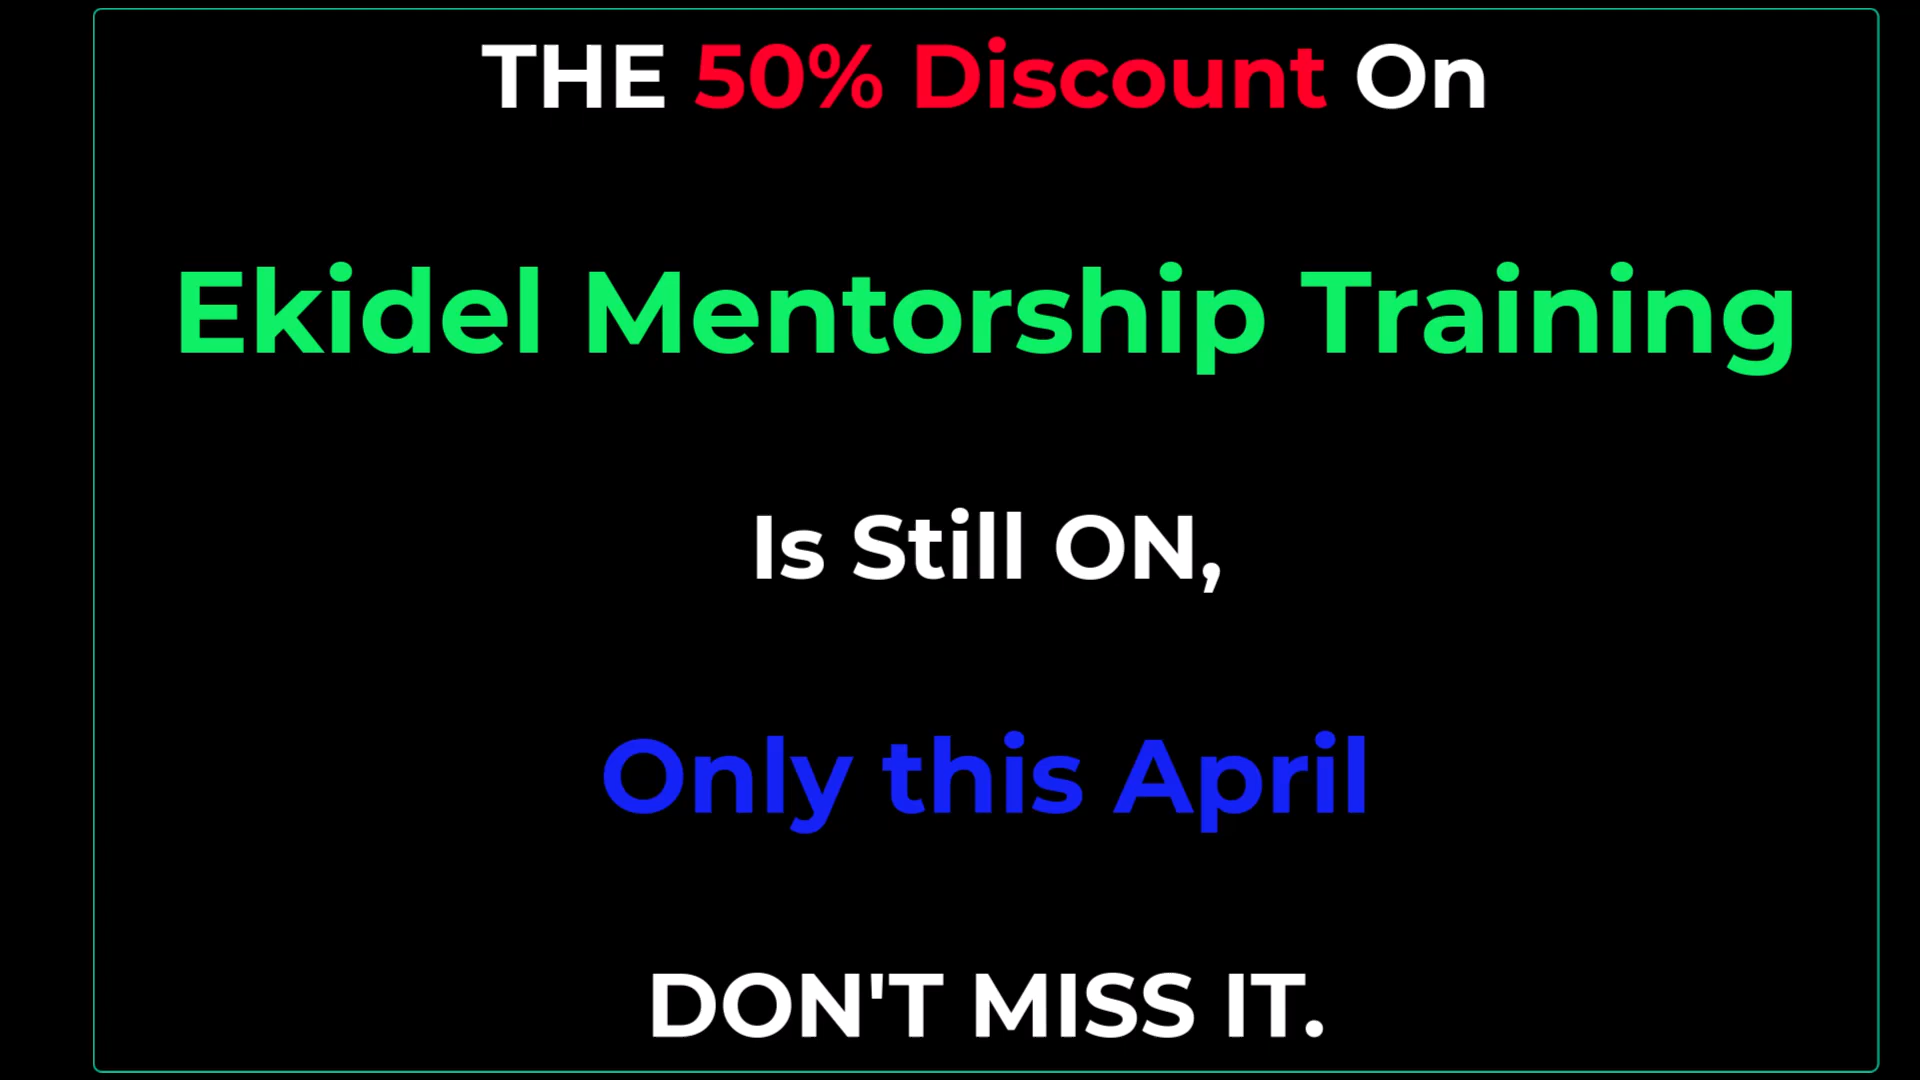 THE 50% Discount On
Ekidel Mentorship Training
Is Still ON,
Only this April
DON'T MISS IT.